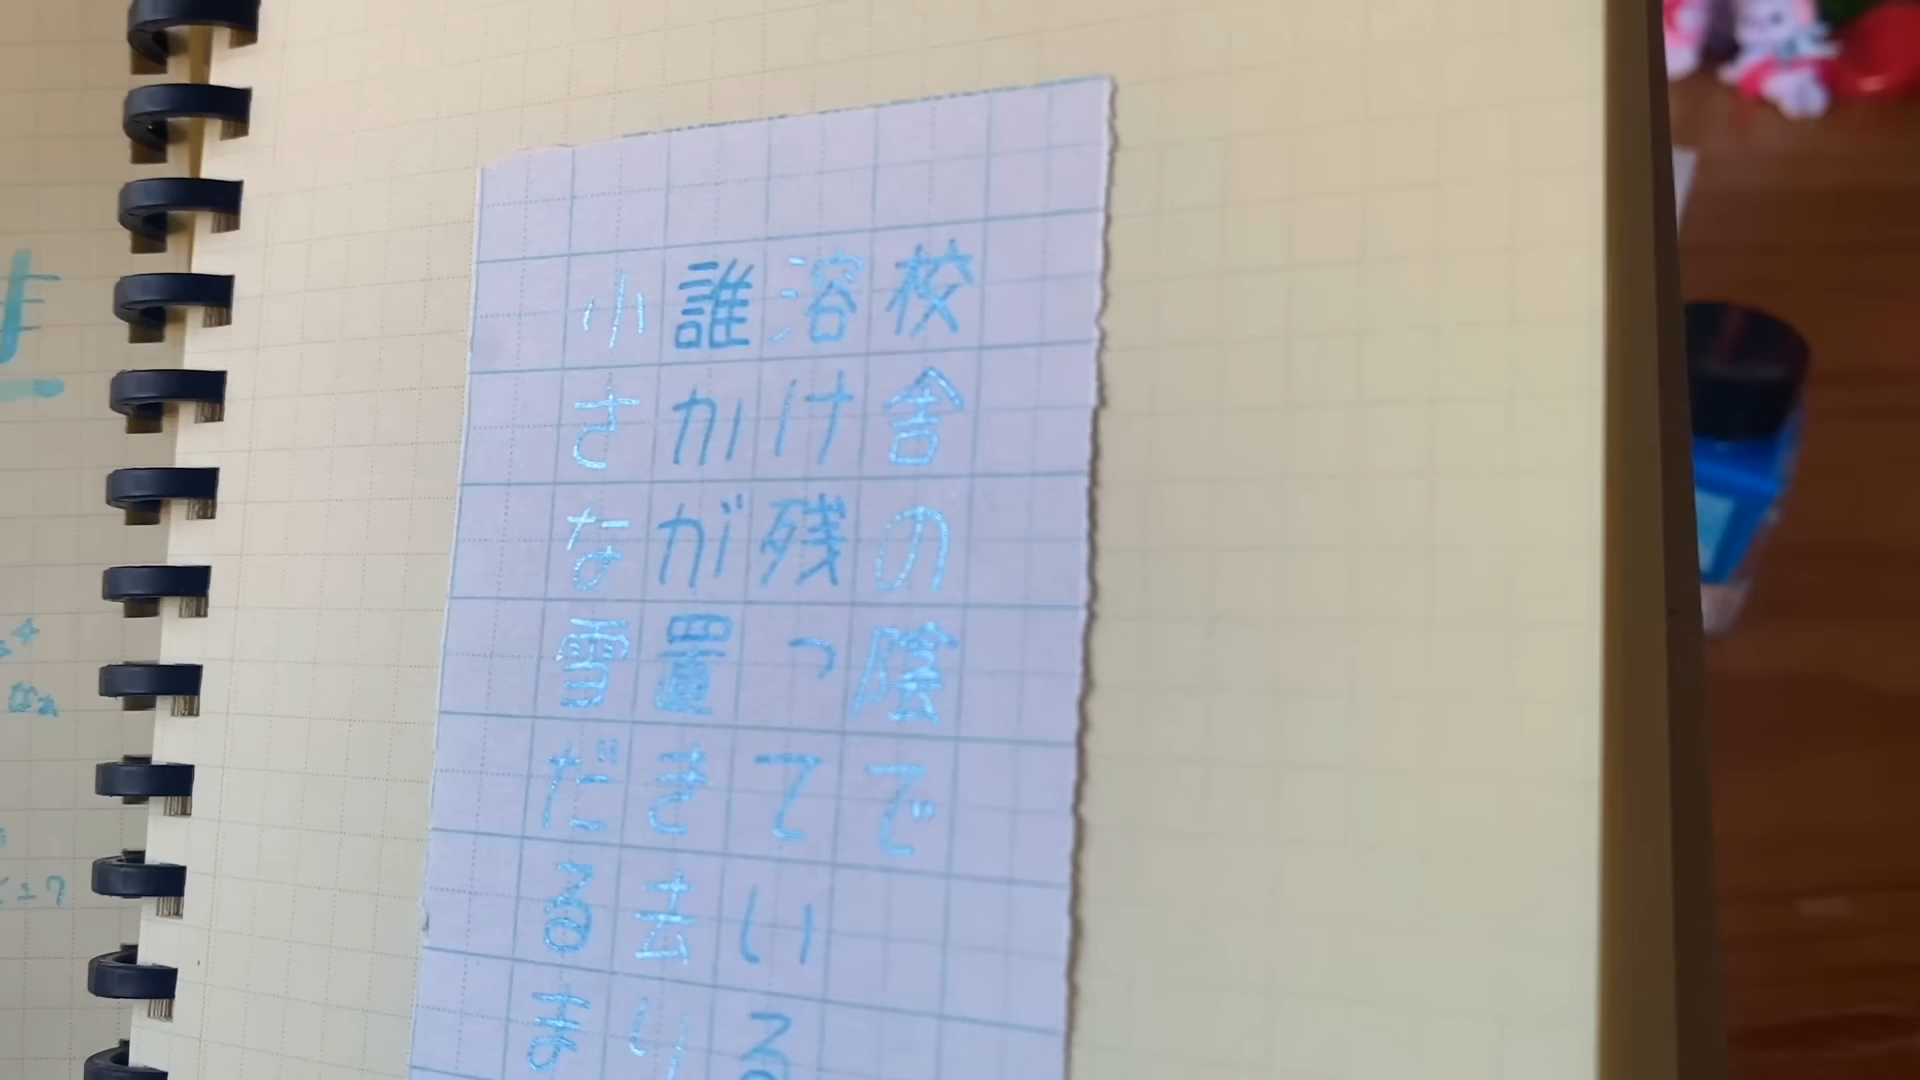 校舎の陰で
溶け残っている
誰かが置き去り
小さな雪だるま